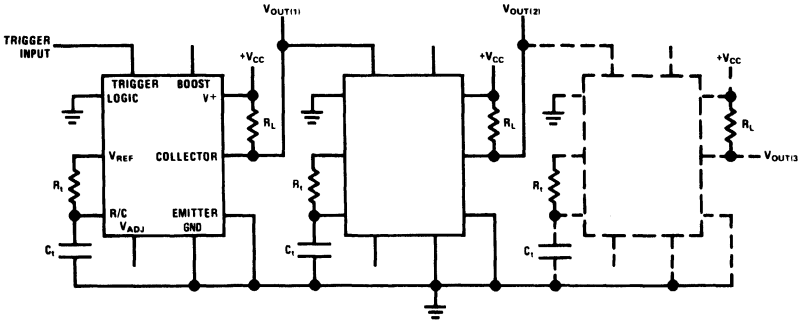 VOUT(1)
VOUT(2)
TRIGGER
INPUT
+VCC
+VCC
+VCC
TRIGGER
BOOST
LOGIC
V+
RL
RL
RL
VREF
COLLECTOR
VOUT(3
Rt
Rt
Rt
R/C
EMITTER
VADJ
GND
Ct
Ct
Ct